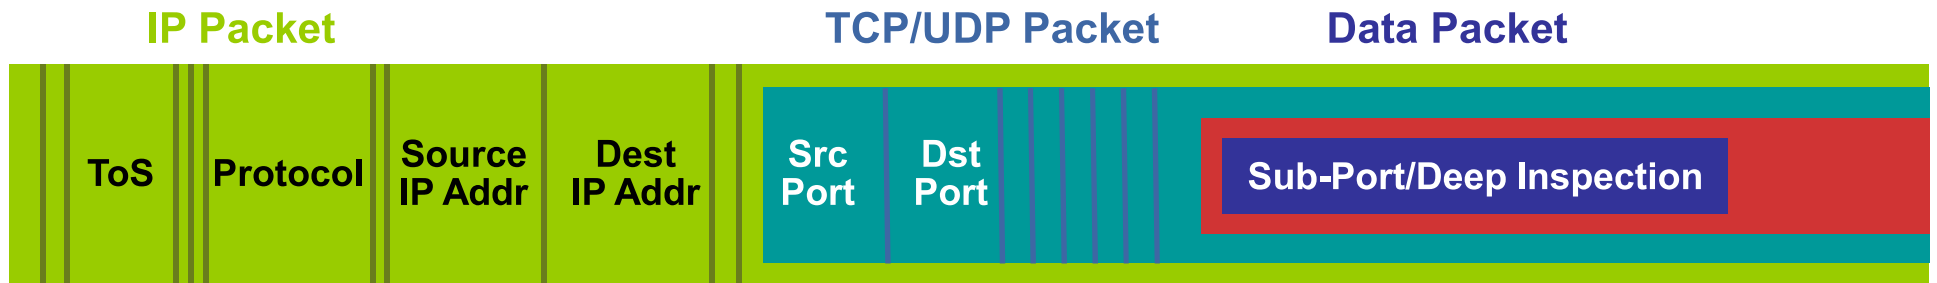 IP Packet
TCP/UDP Packet
Data Packet
ToS
Protocol
Source
IP Addr
Dest
IP Addr
Src
Port
Dst
Port
Sub-Port/Deep Inspection